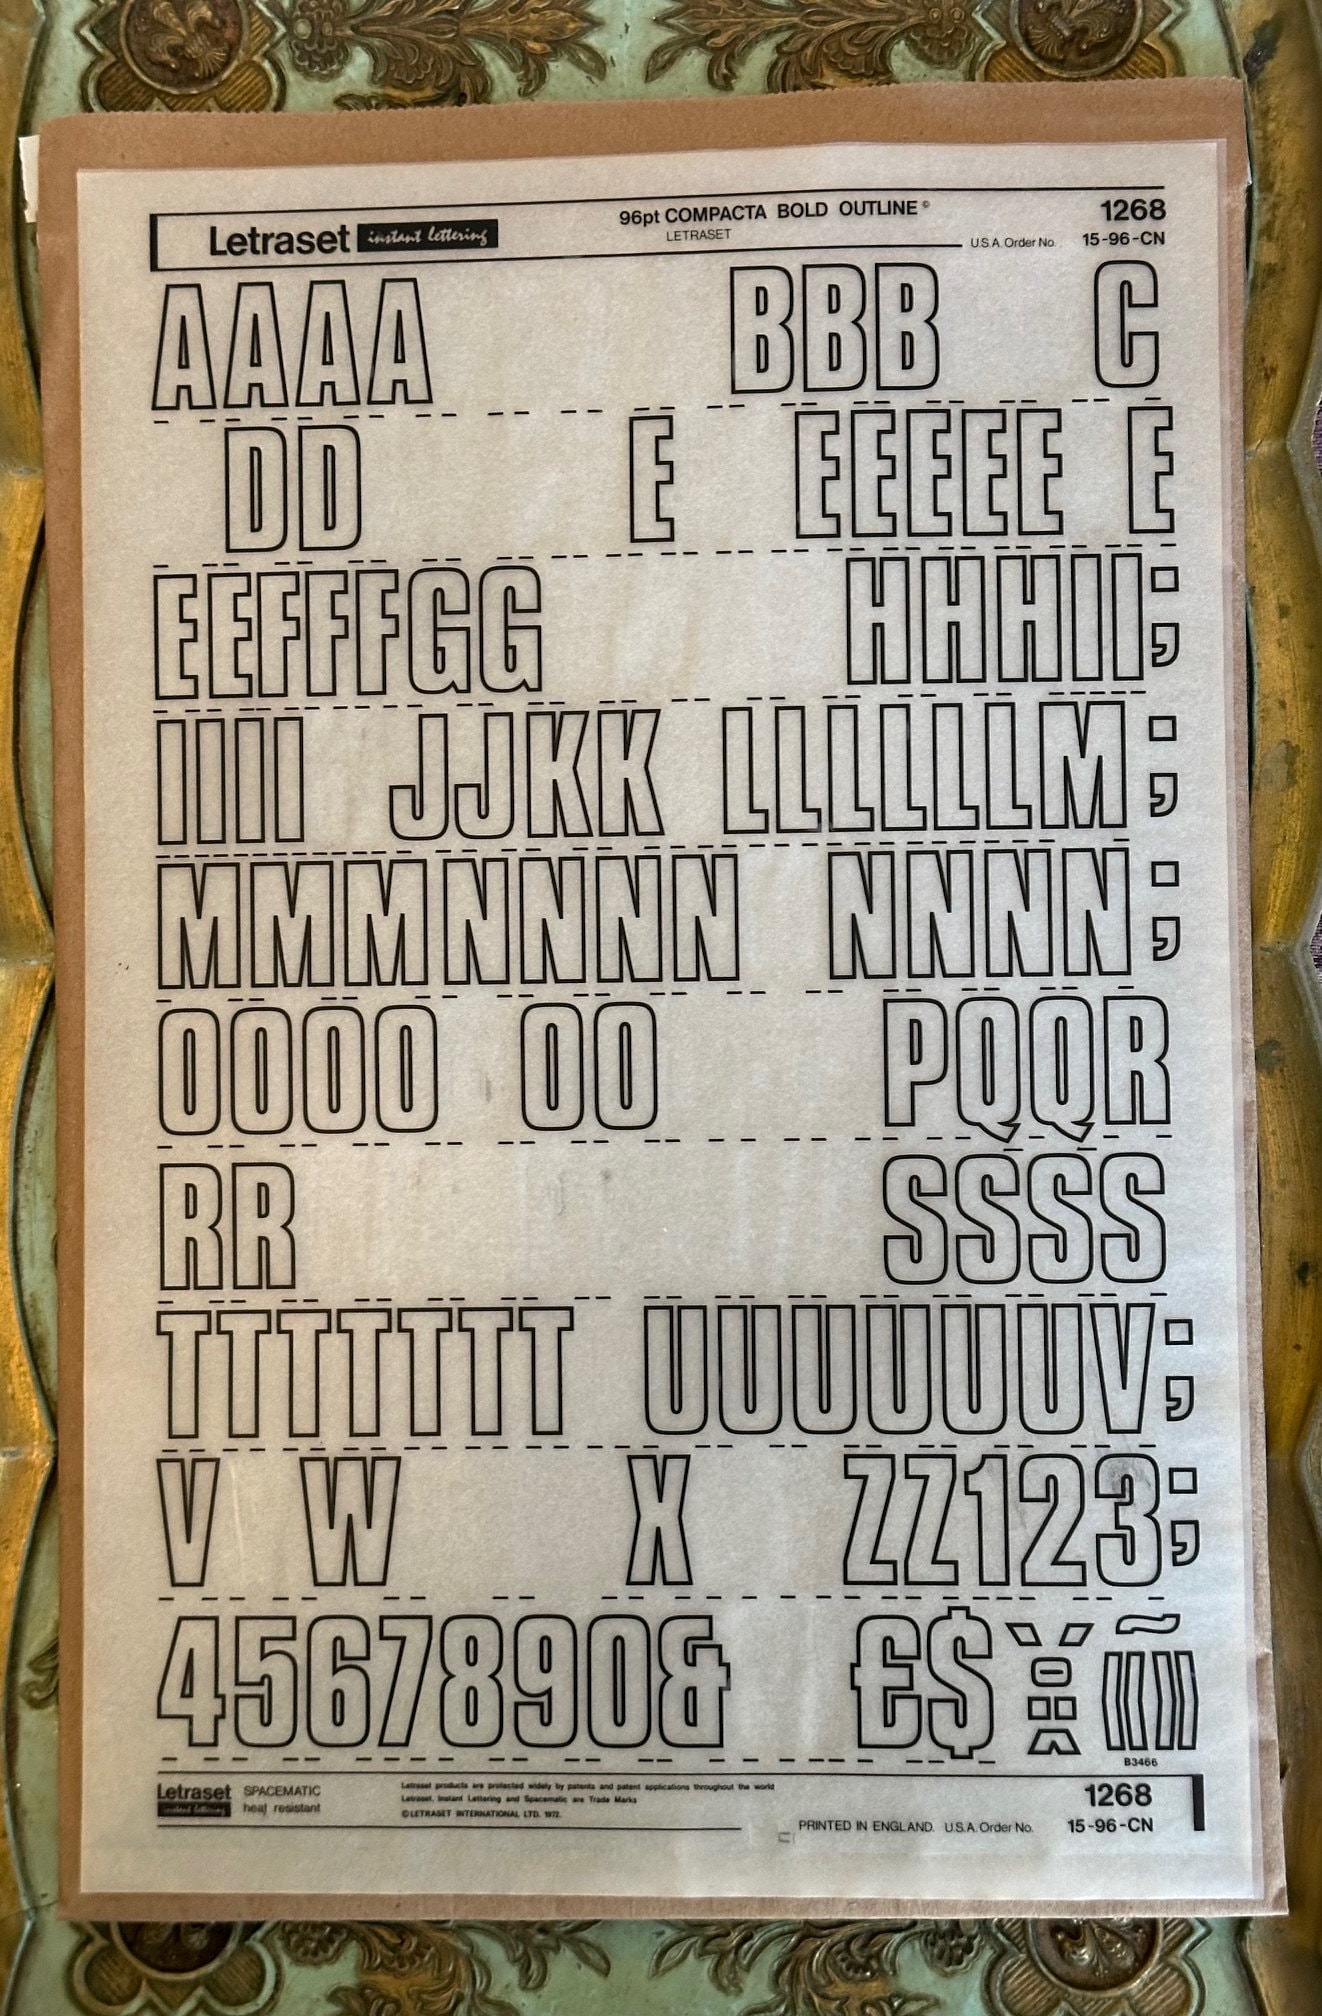 Letraset instant lettering 96pt COMPACTA BOLD OUTLINE © 1268
LETRASET U.S.A. Order No. 15-96-CN
AAAA BBB C
DD E EEEEE E
EEFFFGG HHHII;
IIII JJKK LLLLLLM;
MMMNNNN NNNN;
OOOO OO PQQR
RR SSSS
TTTTTTT UUUUUUV;
V W X ZZ123;
4567890& £$
B3466
Letraset SPACEMATIC Letraset products are protected widely by patents and patent applications throughout the world 1268
instant lettering heat resistant Letraset, Instant Lettering and Spacematic are Trade Marks
© LETRASET INTERNATIONAL LTD. 1972.
PRINTED IN ENGLAND. U.S.A. Order No. 15-96-CN